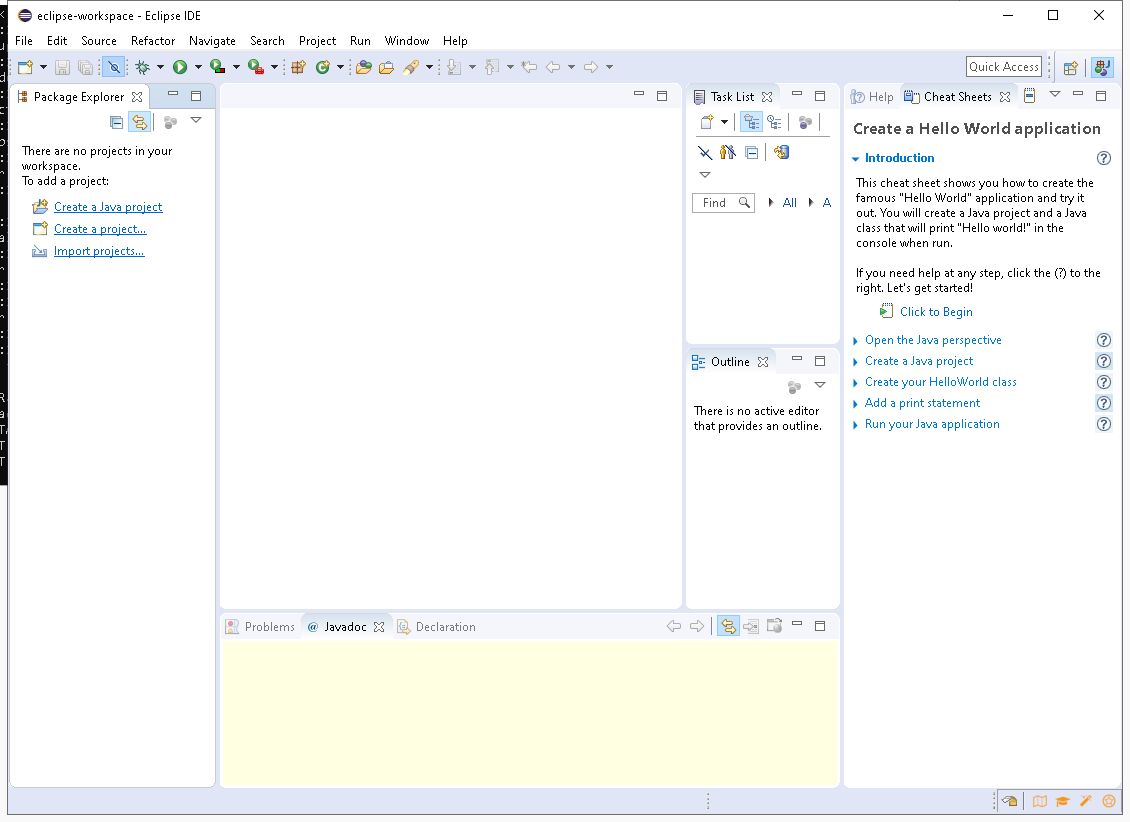 eclipse-workspace - Eclipse IDE
File Edit Source Refactor Navigate Search Project Run Window Help
Quick Access
Package Explorer
There are no projects in your
workspace.
To add a project:
Create a Java project
Create a project...
Import projects...
Task List
Find
All
A
Outline
There is no active editor
that provides an outline.
Help
Cheat Sheets
Create a Hello World application
Introduction
This cheat sheet shows you how to create the
famous "Hello World" application and try it
out. You will create a Java project and a Java
class that will print "Hello world!" in the
console when run.
If you need help at any step, click the (?) to the
right. Let's get started!
Click to Begin
Open the Java perspective
Create a Java project
Create your HelloWorld class
Add a print statement
Run your Java application
Problems
@ Javadoc
Declaration